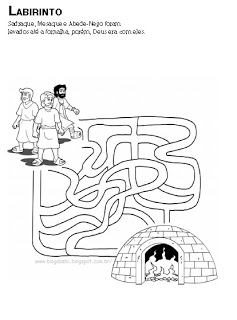 LABIRINTO
Sadraque, Mesaque e Abede-Nego foram
levados até a fornalha, porém, Deus era com eles.